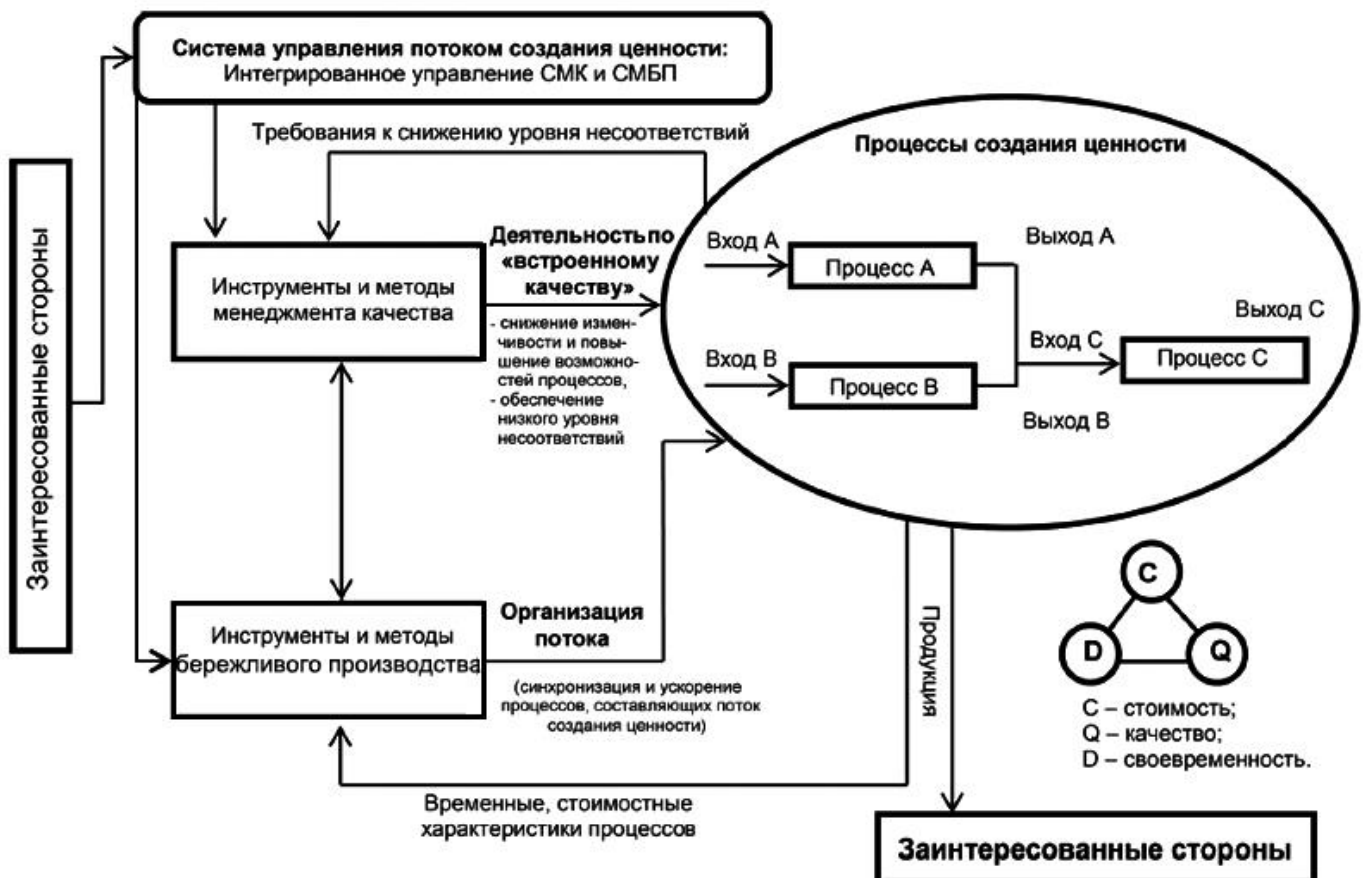 Система управления потоком создания ценности:
Интегрированное управление СМК и СМБП
Заинтересованные стороны
Требования к снижению уровня несоответствий
Инструменты и методы
менеджмента качества
Деятельность по
«встроенному
качеству»
- снижение измен-
чивости и повы-
шение возможно-
стей процессов,
- обеспечение
низкого уровня
несоответствий
Процессы создания ценности
Вход А
Процесс А
Выход А
Вход В
Процесс В
Выход В
Вход С
Процесс С
Выход С
Инструменты и методы
бережливого производства
Организация
потока
(синхронизация и ускорение
процессов, составляющих поток
создания ценности)
Временные, стоимостные
характеристики процессов
Продукция
C
D
Q
C – стоимость;
Q – качество;
D – своевременность.
Заинтересованные стороны